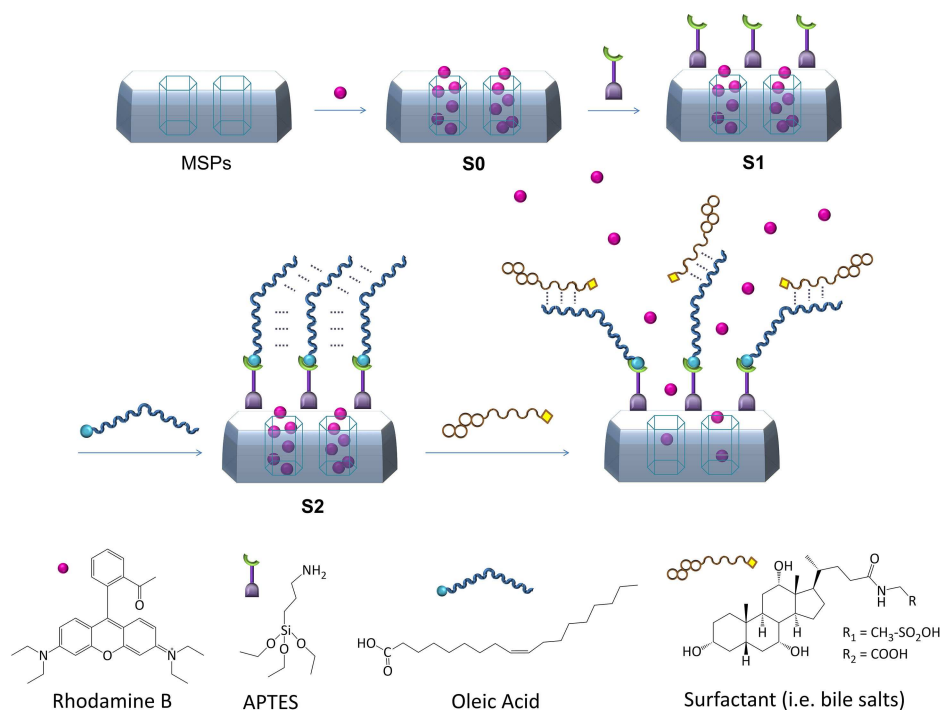 MSPs
S0
S1
S2
NH₂
Si
O O
O
O
N O N⁺
HO O
C
O
OH
O
N
H
R
H
H H
HO OH
H
R₁ = CH₃-SO₂OH
R₂ = COOH
Rhodamine B
APTES
Oleic Acid
Surfactant (i.e. bile salts)